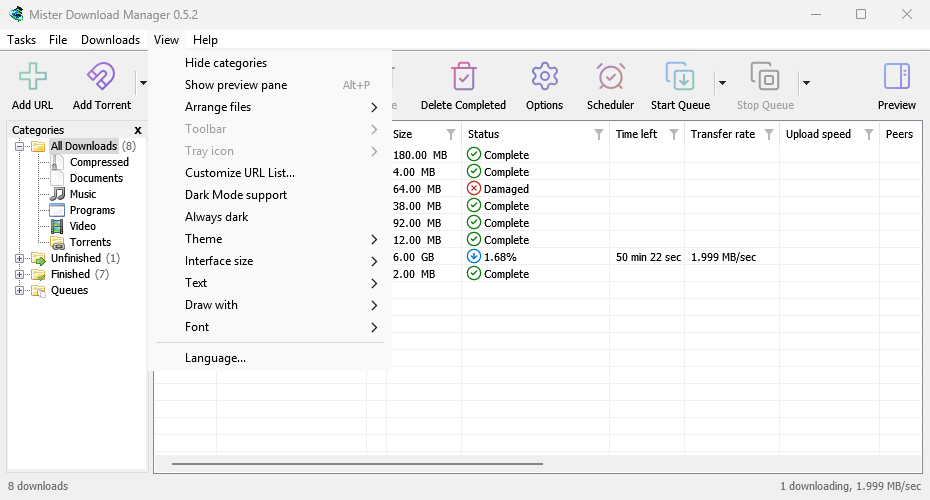 Mister Download Manager 0.5.2
Tasks File Downloads View Help
Hide categories
Show preview pane Alt+P
Arrange files
Toolbar
Tray icon
Customize URL List...
Dark Mode support
Always dark
Theme
Interface size
Text
Draw with
Font
Language...
Add URL Add Torrent Delete Completed Options Scheduler Start Queue Stop Queue Preview
Categories x
All Downloads (8)
Compressed
Documents
Music
Programs
Video
Torrents
Unfinished (1)
Finished (7)
Queues
Size Status Time left Transfer rate Upload speed Peers
180.00 MB Complete
4.00 MB Complete
64.00 MB Damaged
38.00 MB Complete
92.00 MB Complete
12.00 MB Complete
6.00 GB 1.68% 50 min 22 sec 1.999 MB/sec
2.00 MB Complete
8 downloads 1 downloading, 1.999 MB/sec